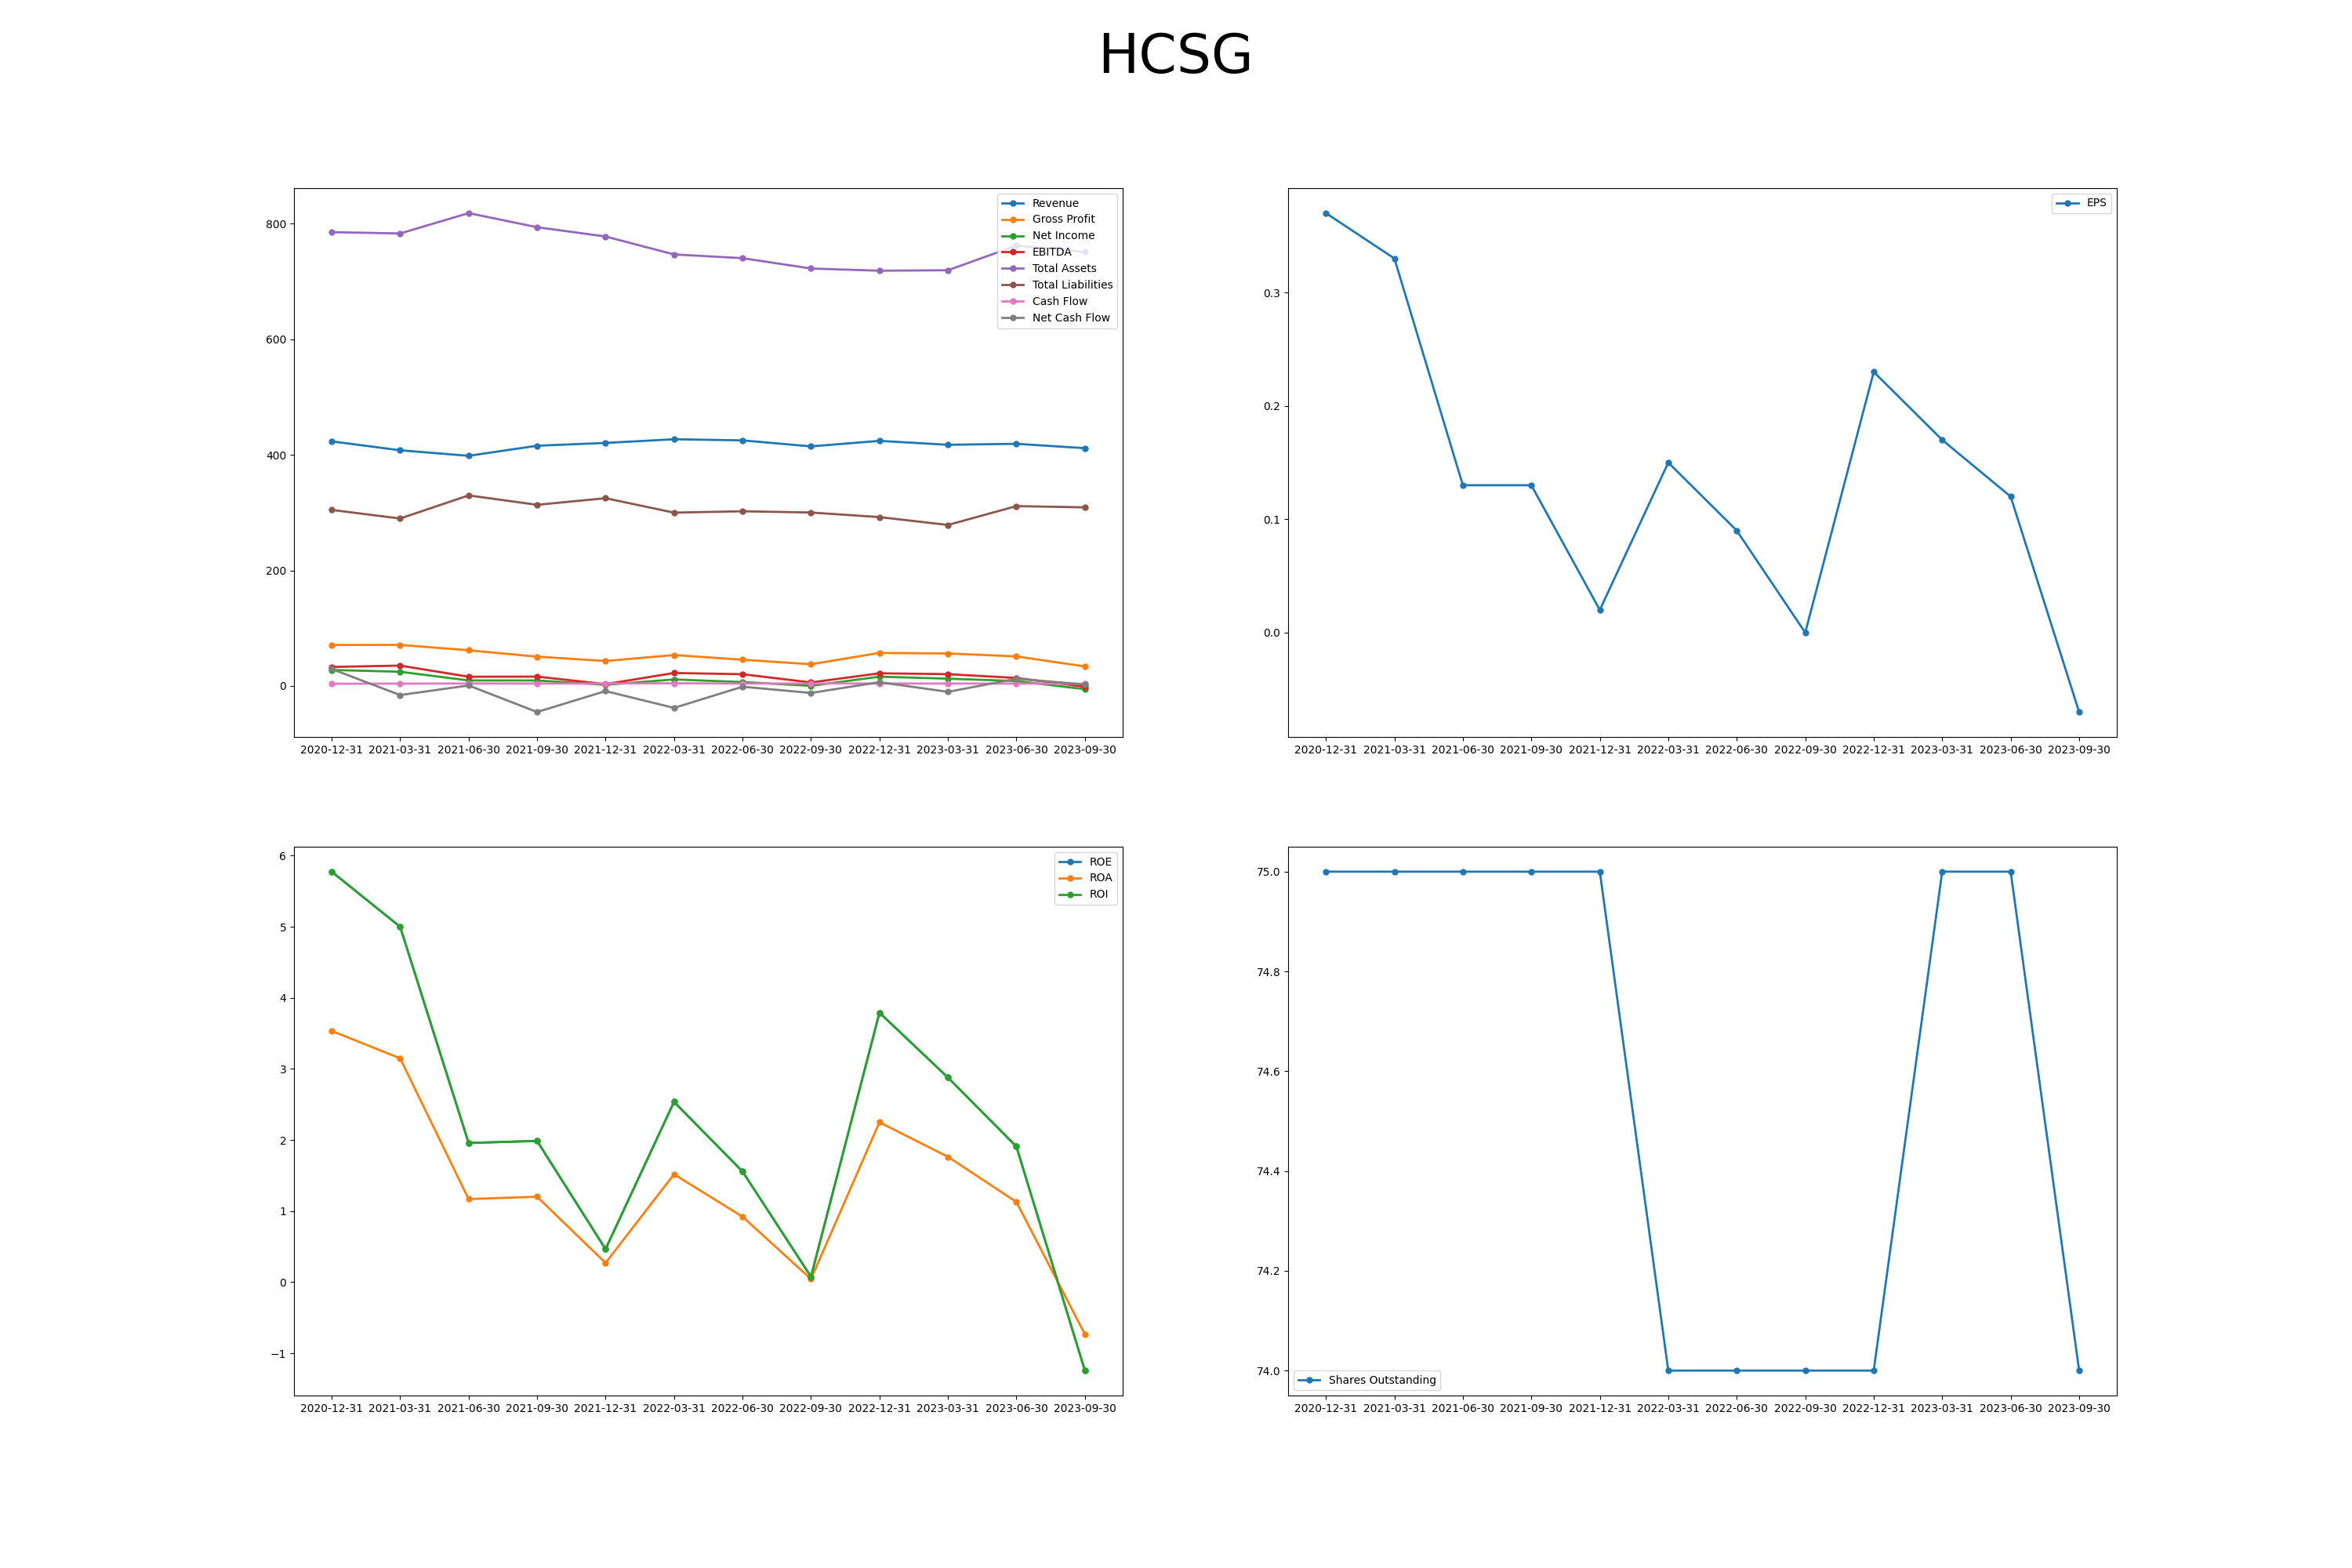 HCSG
800
600
400
200
0
Revenue
Gross Profit
Net Income
EBITDA
Total Assets
Total Liabilities
Cash Flow
Net Cash Flow
2020-12-31 2021-03-31 2021-06-30 2021-09-30 2021-12-31 2022-03-31 2022-06-30 2022-09-30 2022-12-31 2023-03-31 2023-06-30 2023-09-30
0.3
0.2
0.1
0.0
EPS
2020-12-31 2021-03-31 2021-06-30 2021-09-30 2021-12-31 2022-03-31 2022-06-30 2022-09-30 2022-12-31 2023-03-31 2023-06-30 2023-09-30
6
5
4
3
2
1
0
−1
ROE
ROA
ROI
2020-12-31 2021-03-31 2021-06-30 2021-09-30 2021-12-31 2022-03-31 2022-06-30 2022-09-30 2022-12-31 2023-03-31 2023-06-30 2023-09-30
75.0
74.8
74.6
74.4
74.2
74.0
Shares Outstanding
2020-12-31 2021-03-31 2021-06-30 2021-09-30 2021-12-31 2022-03-31 2022-06-30 2022-09-30 2022-12-31 2023-03-31 2023-06-30 2023-09-30